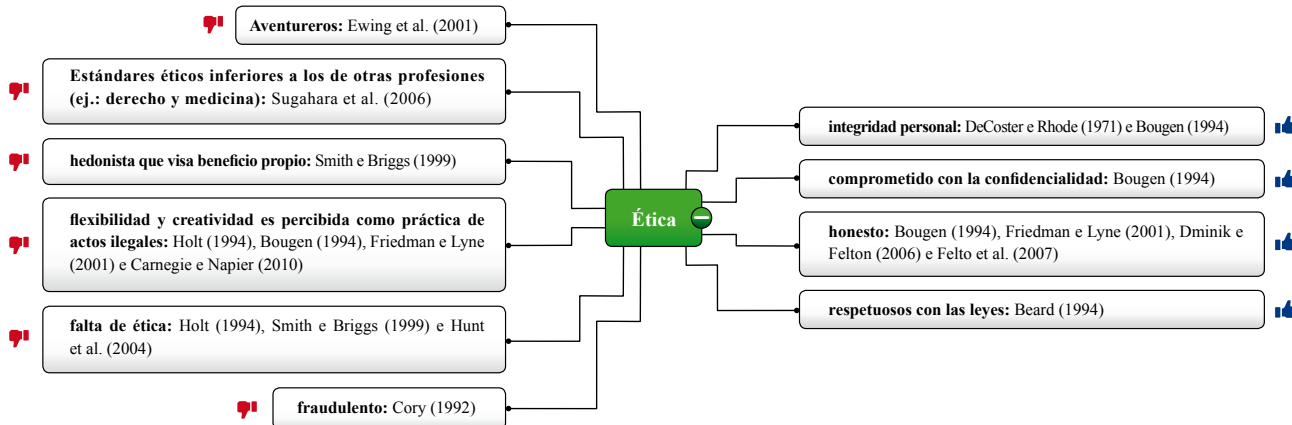 Aventureros: Ewing et al. (2001)
Estándares éticos inferiores a los de otras profesiones
(ej.: derecho y medicina): Sugahara et al. (2006)
hedonista que visa beneficio propio: Smith e Briggs (1999)
flexibilidad y creatividad es percibida como práctica de
actos ilegales: Holt (1994), Bougen (1994), Friedman e Lyne
(2001) e Carnegie e Napier (2010)
falta de ética: Holt (1994), Smith e Briggs (1999) e Hunt
et al. (2004)
fraudulento: Cory (1992)
Ética
integridad personal: DeCoster e Rhode (1971) e Bougen (1994)
comprometido con la confidencialidad: Bougen (1994)
honesto: Bougen (1994), Friedman e Lyne (2001), Dminik e
Felton (2006) e Felto et al. (2007)
respetuosos con las leyes: Beard (1994)